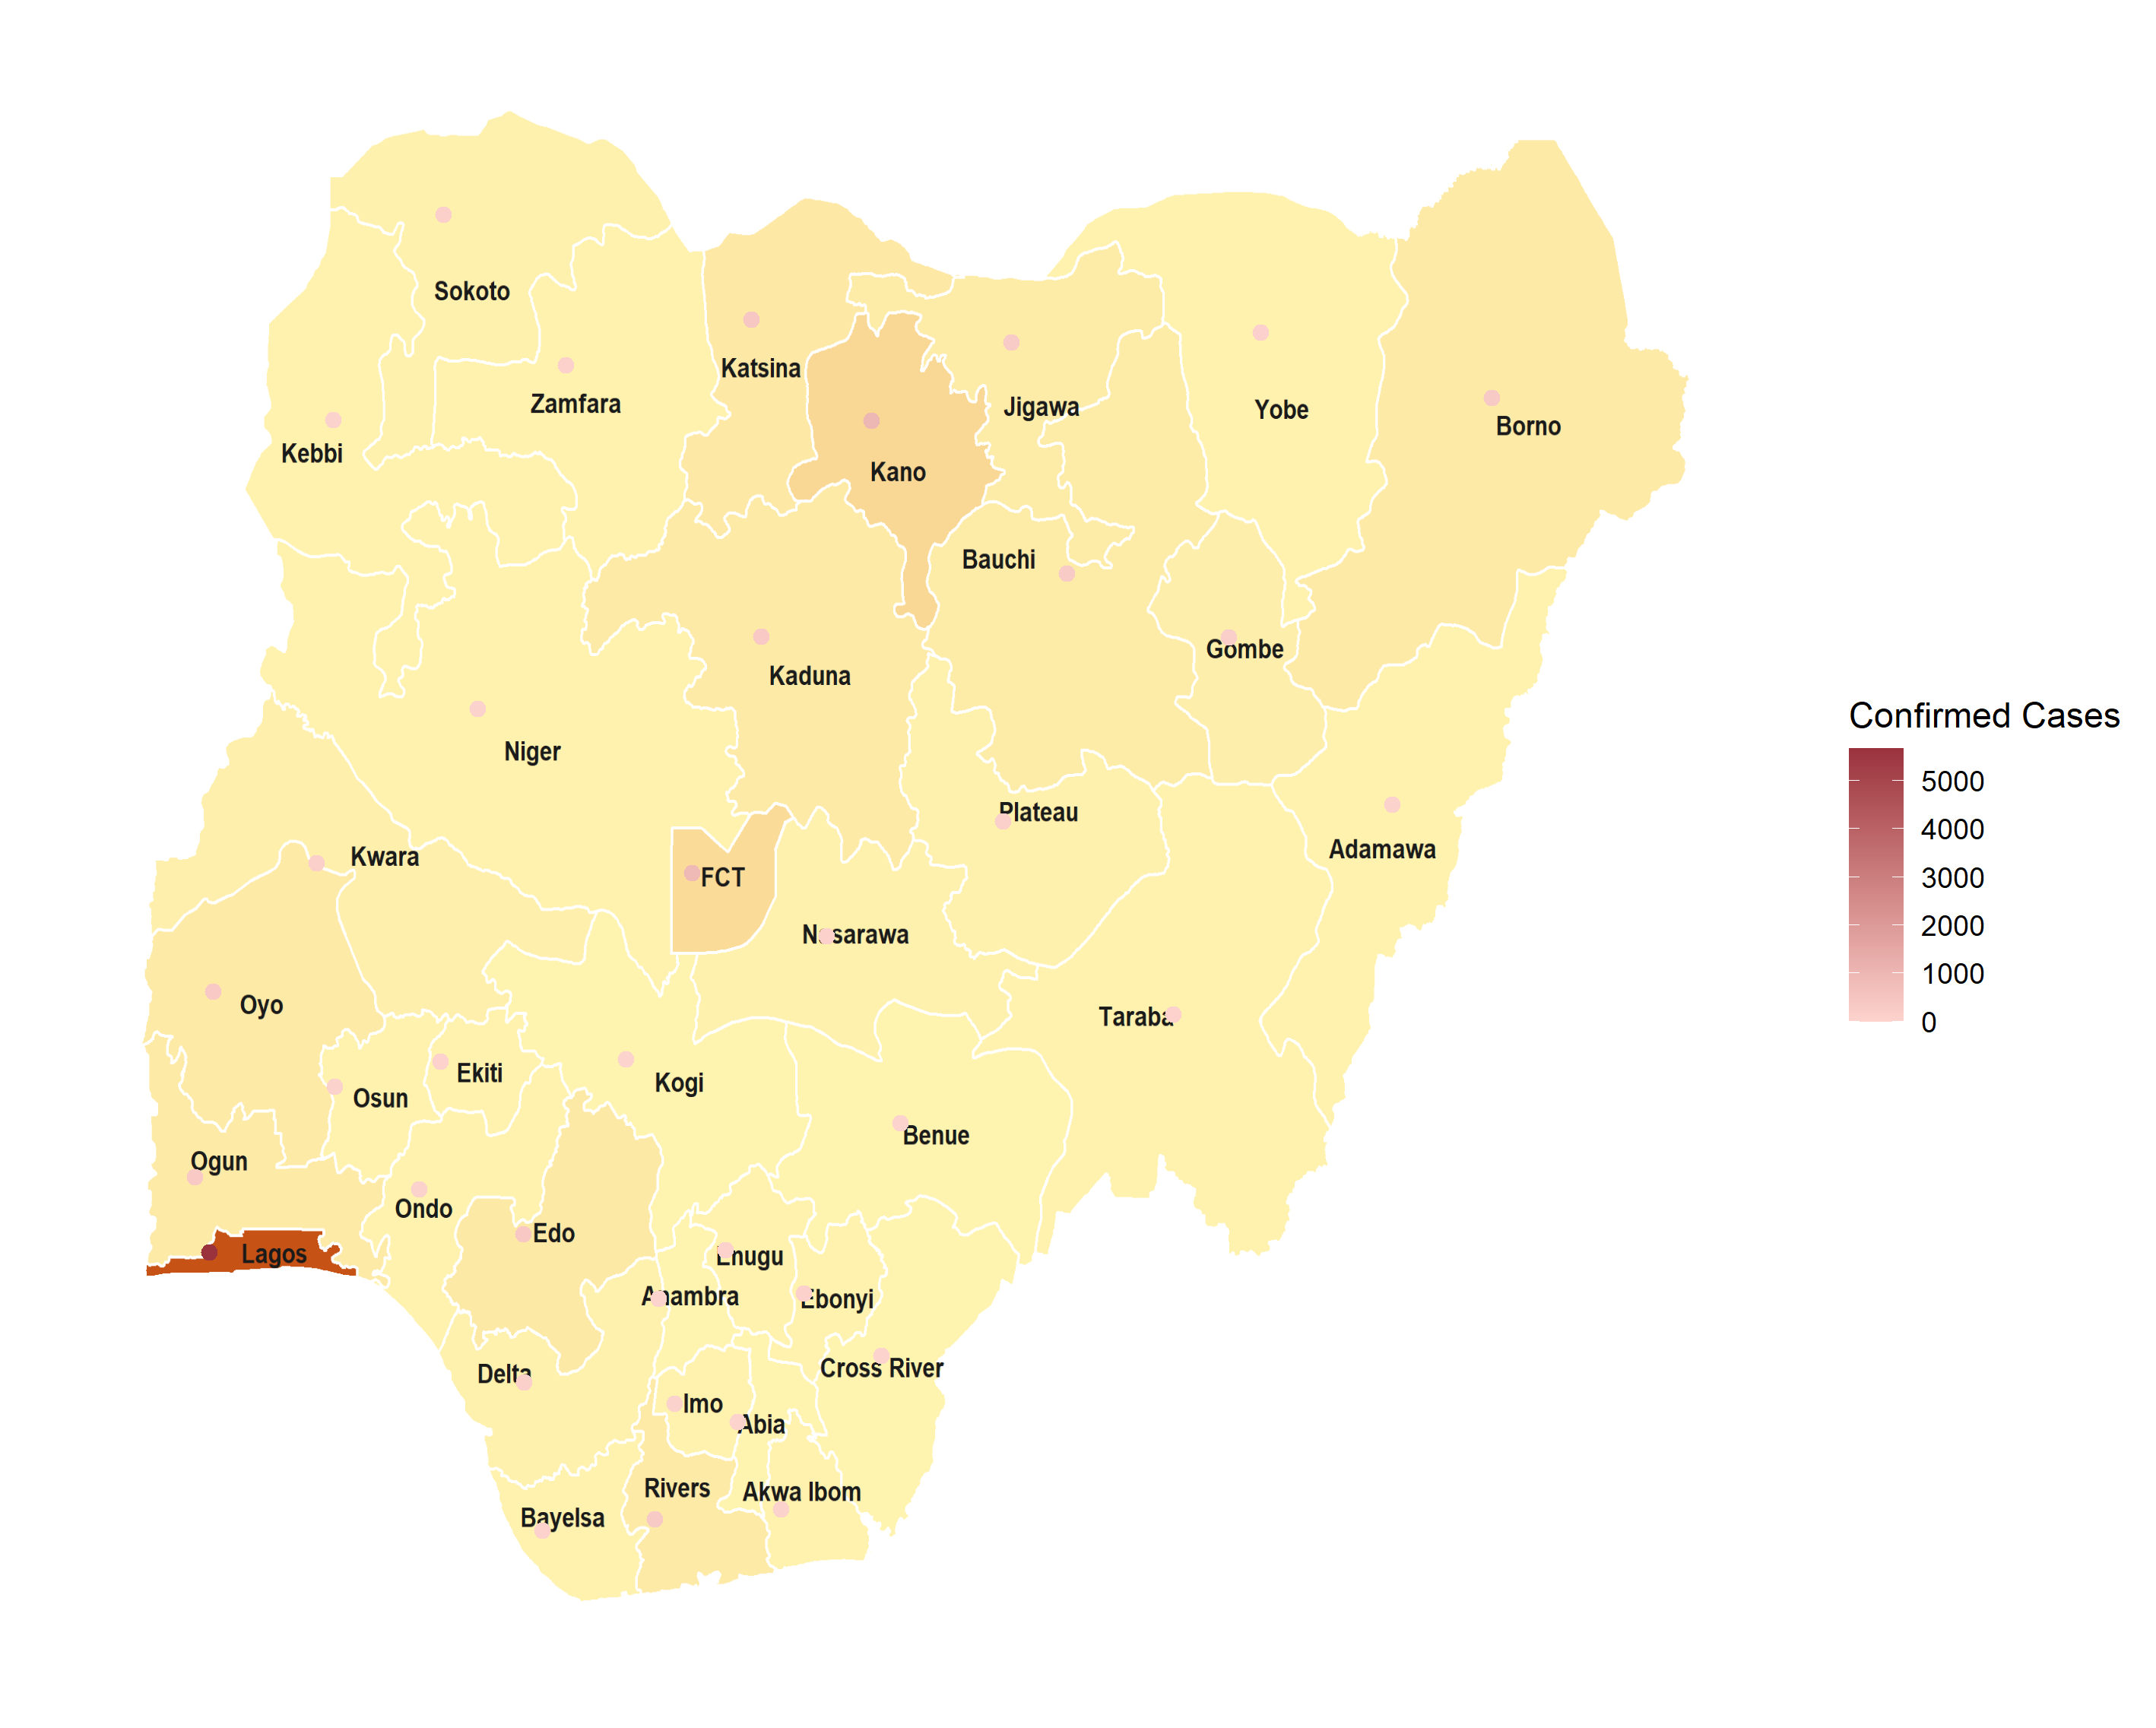 Sokoto
Katsina
Zamfara
Jigawa
Yobe
Borno
Kebbi
Kano
Bauchi
Gombe
Kaduna
Niger
Confirmed Cases
5000
4000
3000
2000
1000
0
Plateau
Adamawa
Kwara
FCT
Nasarawa
Oyo
Taraba
Ekiti
Kogi
Osun
Benue
Ogun
Ondo
Edo
Lagos
Enugu
Anambra
Ebonyi
Cross River
Delta
Imo
Abia
Rivers
Akwa Ibom
Bayelsa